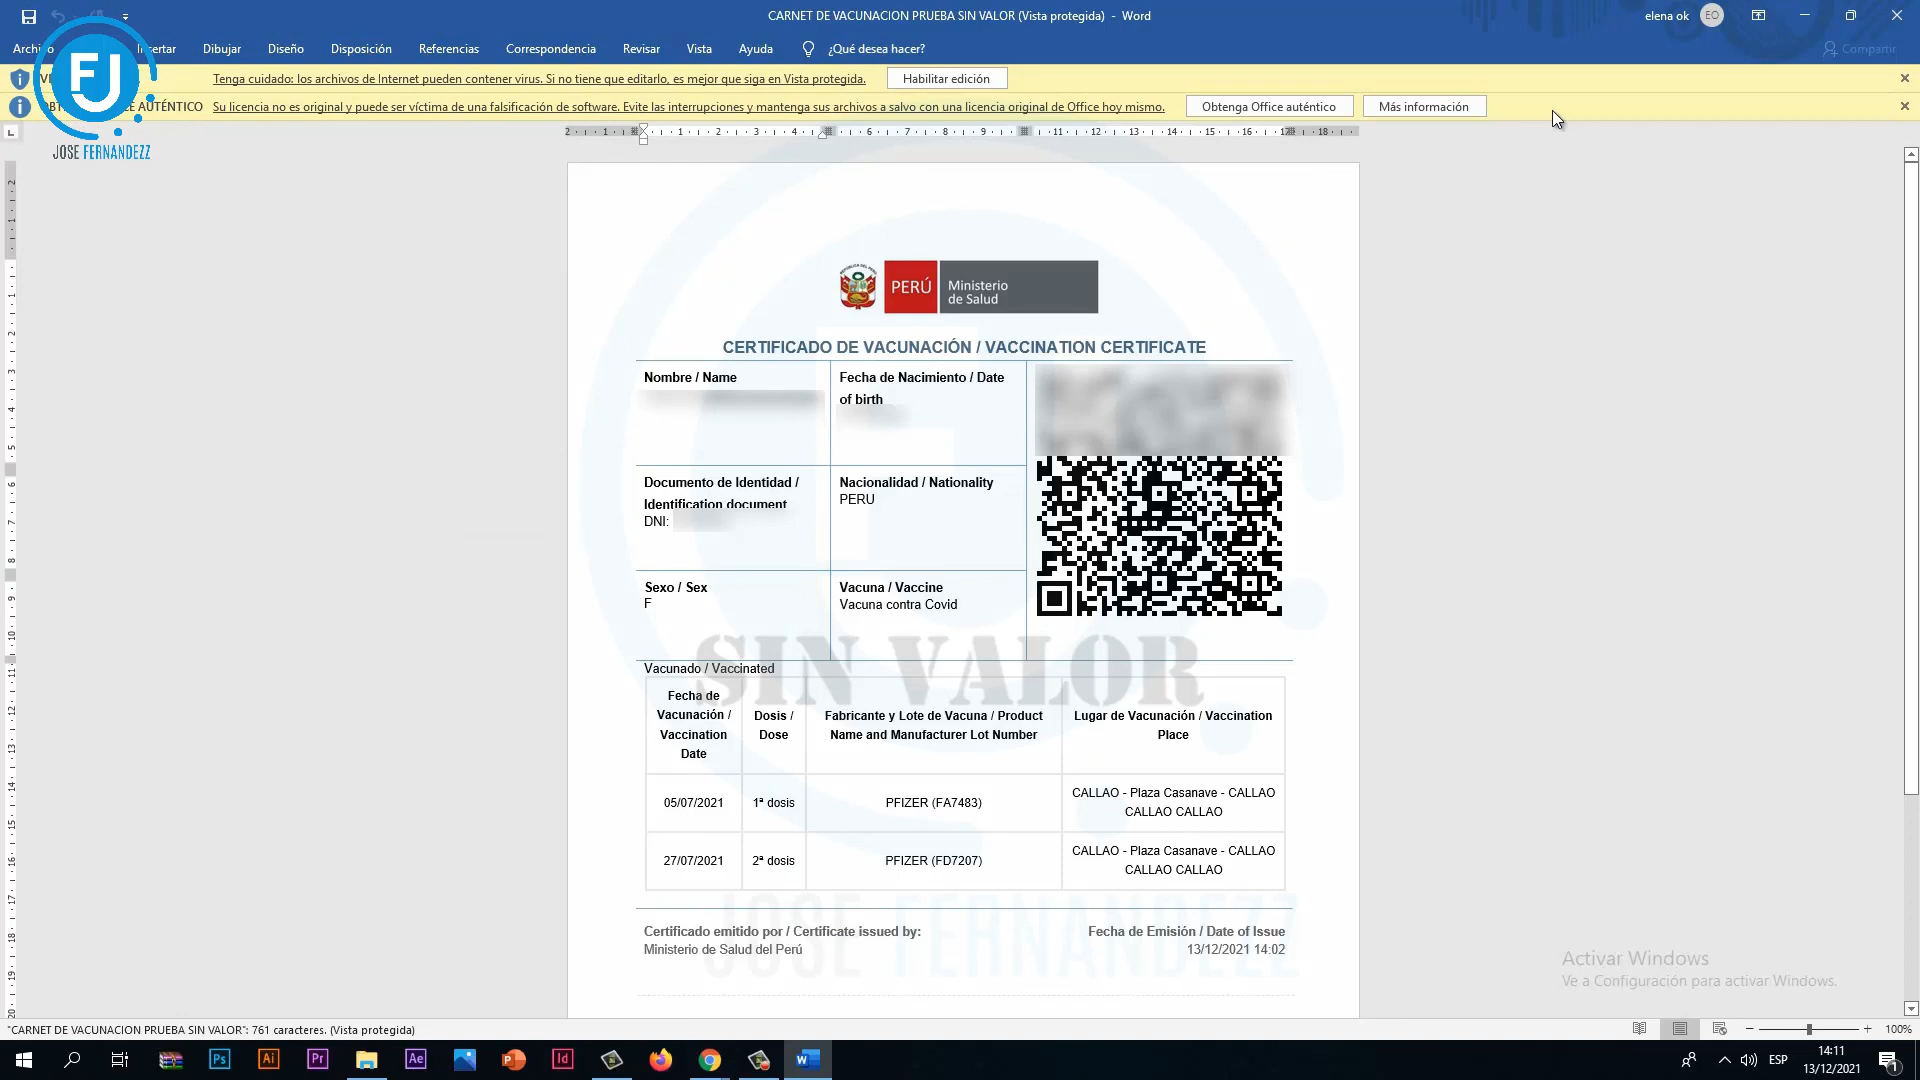 CARNET DE VACUNACION PRUEBA SIN VALOR (Vista protegida) - Word
elena ok
EO
Insertar
Dibujar
Diseño
Disposición
Referencias
Correspondencia
Revisar
Vista
Ayuda
¿Qué desea hacer?
Compartir
FJ
JOSE FERNANDEZZ
Tenga cuidado: los archivos de Internet pueden contener virus. Si no tiene que editarlo, es mejor que siga en Vista protegida.
Habilitar edición
AUTÉNTICO
Su licencia no es original y puede ser víctima de una falsificación de software. Evite las interrupciones y mantenga sus archivos a salvo con una licencia original de Office hoy mismo.
Obtenga Office auténtico
Más información
PERÚ
Ministerio
de Salud
CERTIFICADO DE VACUNACIÓN / VACCINATION CERTIFICATE
Nombre / Name
Fecha de Nacimiento / Date
of birth
Documento de Identidad /
Identification document
DNI:
Nacionalidad / Nationality
PERU
Sexo / Sex
F
Vacuna / Vaccine
Vacuna contra Covid
SIN VALOR
Vacunado / Vaccinated
Fecha de
Vacunación /
Vaccination
Date
Dosis /
Dose
Fabricante y Lote de Vacuna / Product
Name and Manufacturer Lot Number
Lugar de Vacunación / Vaccination
Place
05/07/2021
1ª dosis
PFIZER (FA7483)
CALLAO - Plaza Casanave - CALLAO
CALLAO CALLAO
27/07/2021
2ª dosis
PFIZER (FD7207)
CALLAO - Plaza Casanave - CALLAO
CALLAO CALLAO
JOSE FERNANDEZZ
Certificado emitido por / Certificate issued by:
Ministerio de Salud del Perú
Fecha de Emisión / Date of Issue
13/12/2021 14:02
Activar Windows
Ve a Configuración para activar Windows.
"CARNET DE VACUNACION PRUEBA SIN VALOR": 761 caracteres. (Vista protegida)
100%
Ps
Ai
Pr
Ae
Id
ESP
14:11
13/12/2021
1